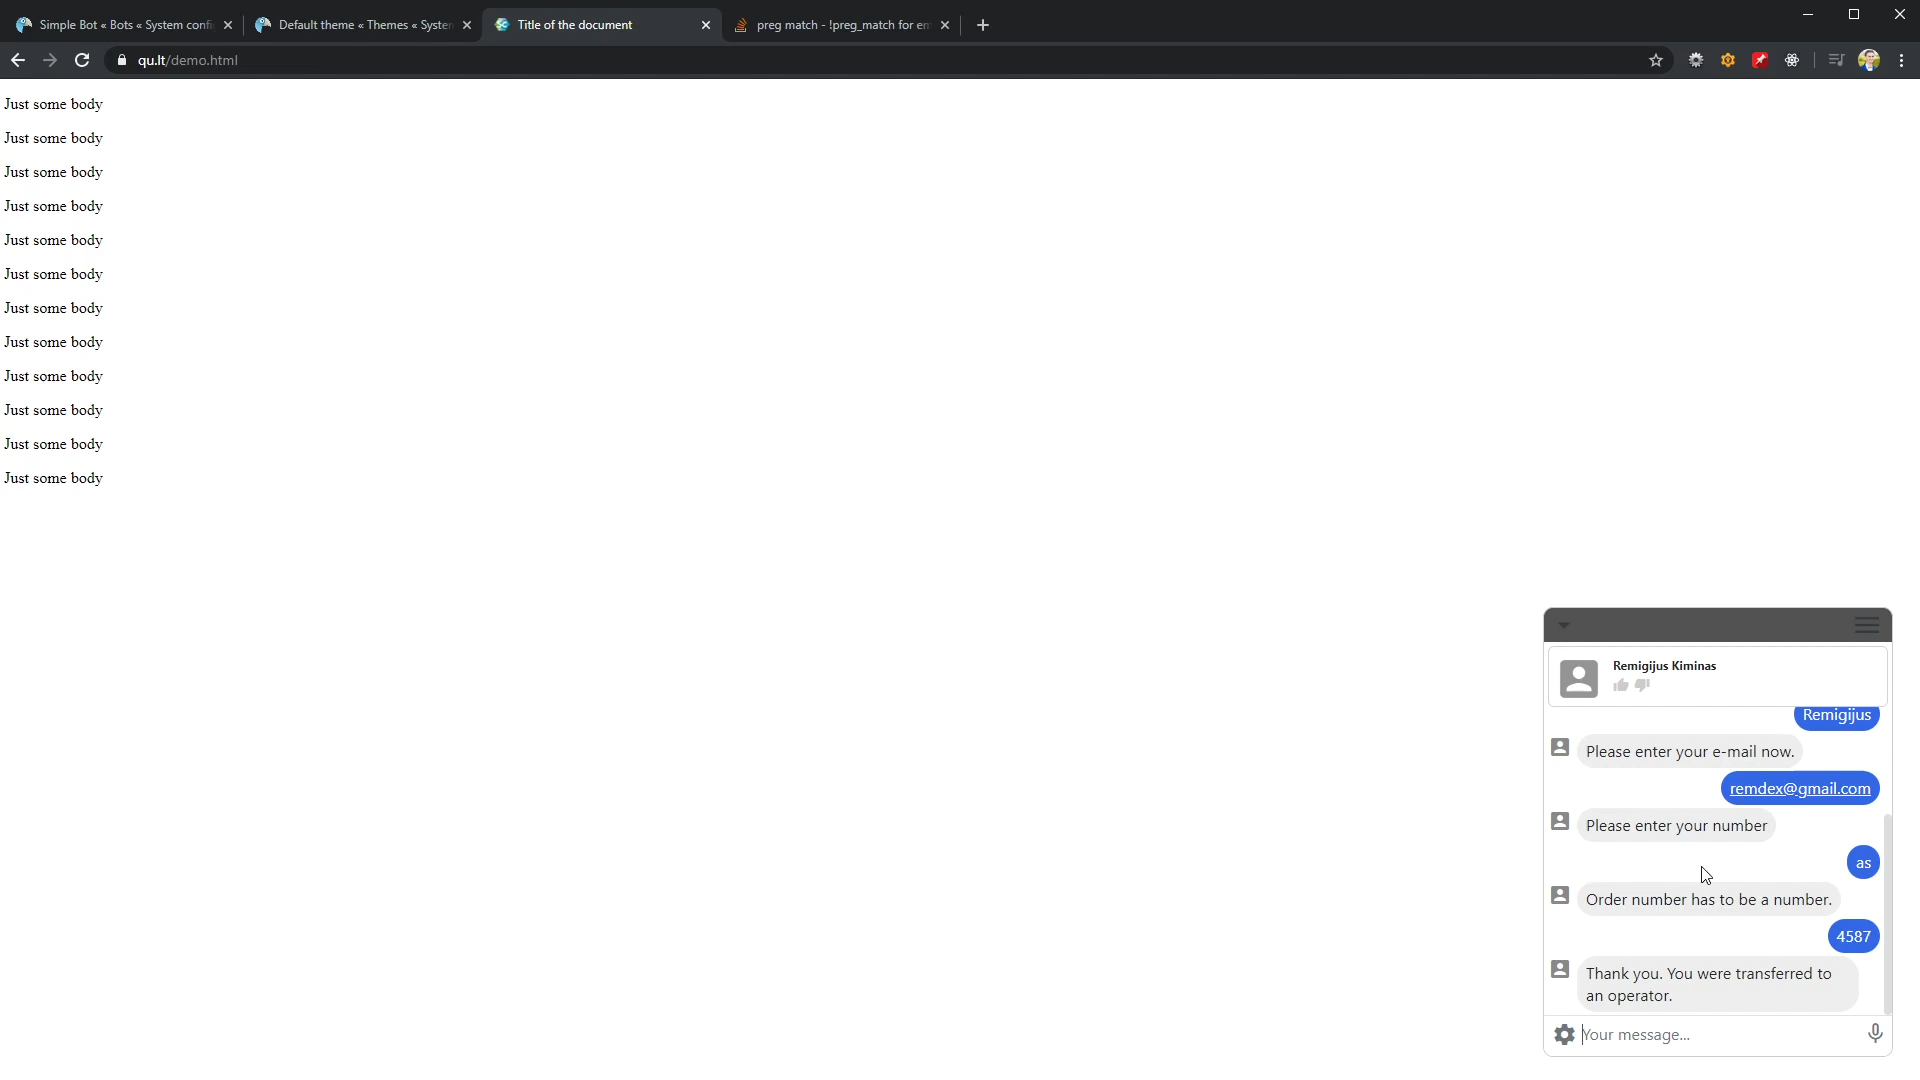 Simple Bot « Bots « System confi
Default theme « Themes « System
Title of the document
preg match - !preg_match for em
qu.lt/demo.html
Just some body
Just some body
Just some body
Just some body
Just some body
Just some body
Just some body
Just some body
Just some body
Just some body
Just some body
Just some body
Remigijus Kiminas
Remigijus
Please enter your e-mail now.
remdex@gmail.com
Please enter your number
as
Order number has to be a number.
4587
Thank you. You were transferred to
an operator.
Your message...